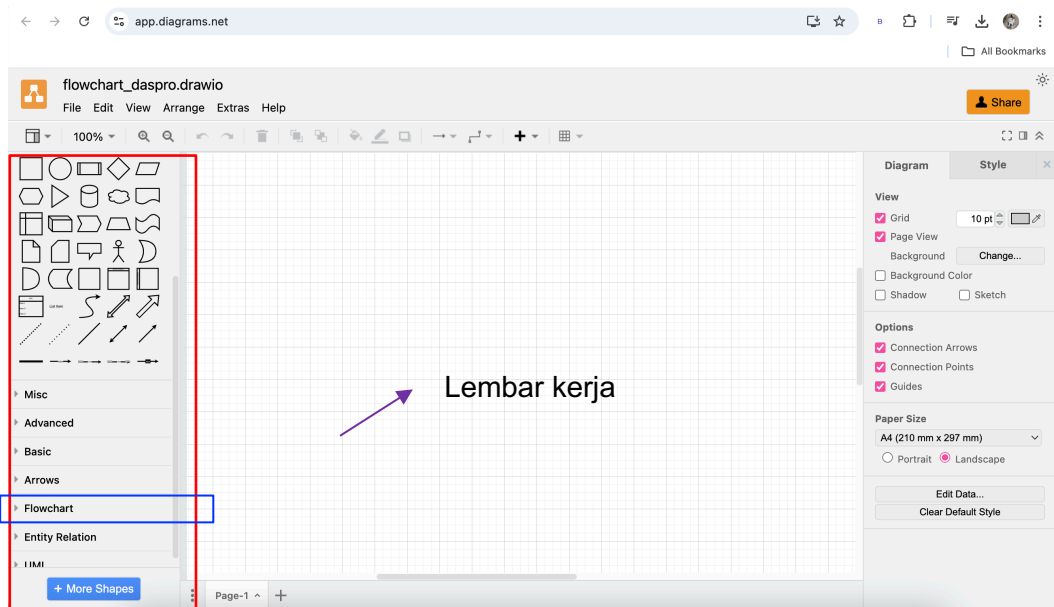 app.diagrams.net
All Bookmarks
flowchart_daspro.drawio
File Edit View Arrange Extras Help
Share
100%
Diagram Style
View
Grid 10 pt
Page View
Background Change...
Background Color
Shadow Sketch
Options
Connection Arrows
Connection Points
Guides
Paper Size
A4 (210 mm x 297 mm)
Portrait Landscape
Edit Data...
Clear Default Style
List Item
Misc
Advanced
Basic
Arrows
Flowchart
Entity Relation
UML
+ More Shapes
Lembar kerja
Page-1